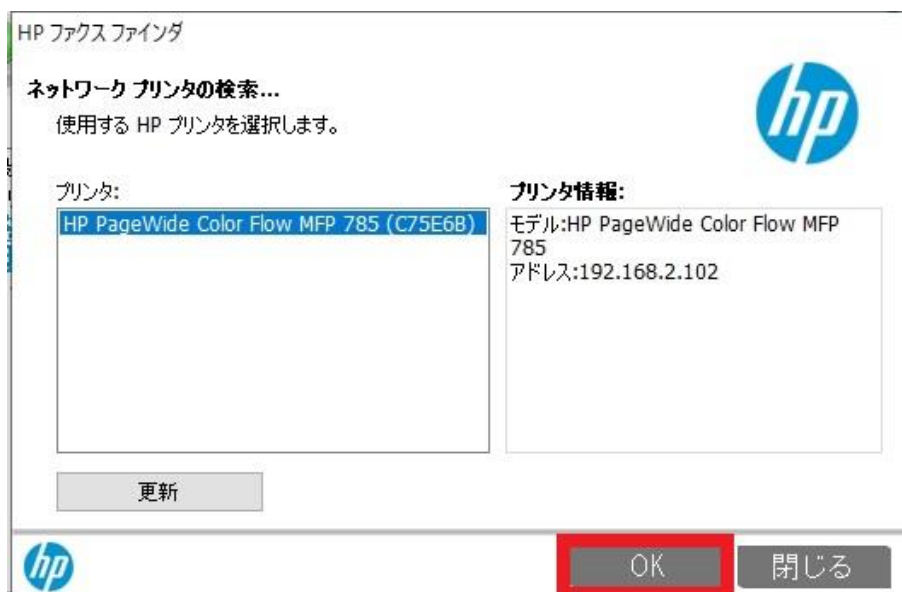 HP ファクス ファインダ
ネットワーク プリンタの検索...
使用する HP プリンタを選択します。
hp
プリンタ:
HP PageWide Color Flow MFP 785 (C75E6B)
プリンタ情報:
モデル:HP PageWide Color Flow MFP
785
アドレス:192.168.2.102
更新
hp
OK
閉じる